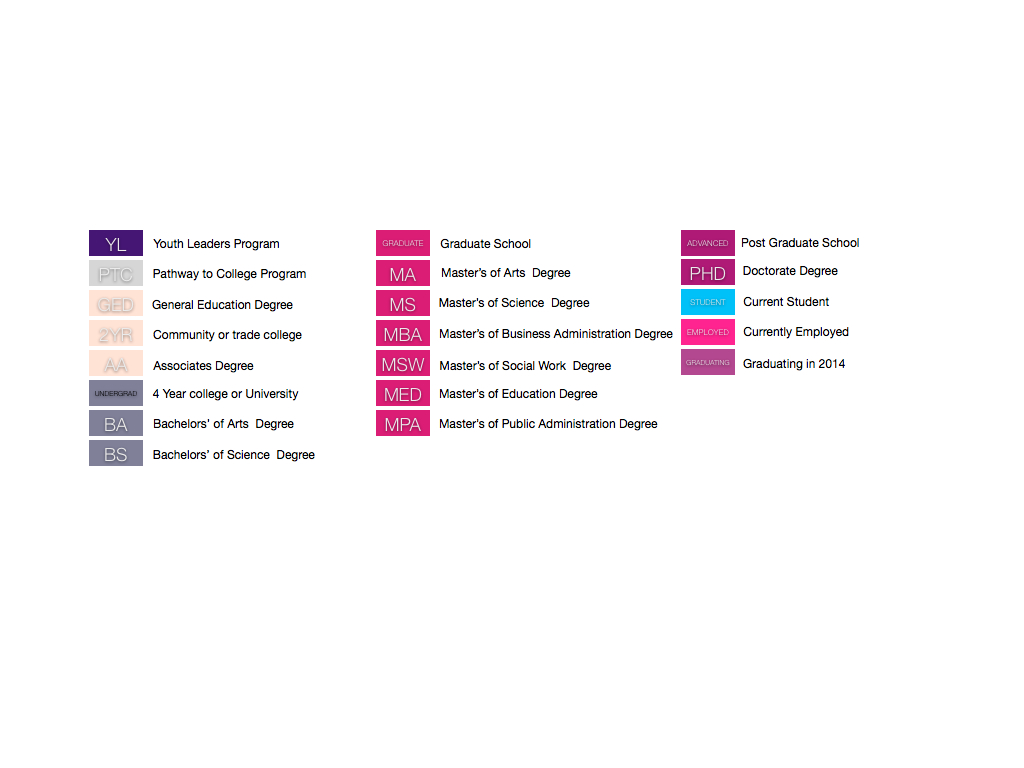 YL Youth Leaders Program
PTC Pathway to College Program
GED General Education Degree
2YR Community or trade college
AA Associates Degree
UNDERGRAD 4 Year college or University
BA Bachelors' of Arts Degree
BS Bachelors' of Science Degree
GRADUATE Graduate School
MA Master's of Arts Degree
MS Master's of Science Degree
MBA Master's of Business Administration Degree
MSW Master's of Social Work Degree
MED Master's of Education Degree
MPA Master's of Public Administration Degree
ADVANCED Post Graduate School
PHD Doctorate Degree
STUDENT Current Student
EMPLOYED Currently Employed
GRADUATING Graduating in 2014